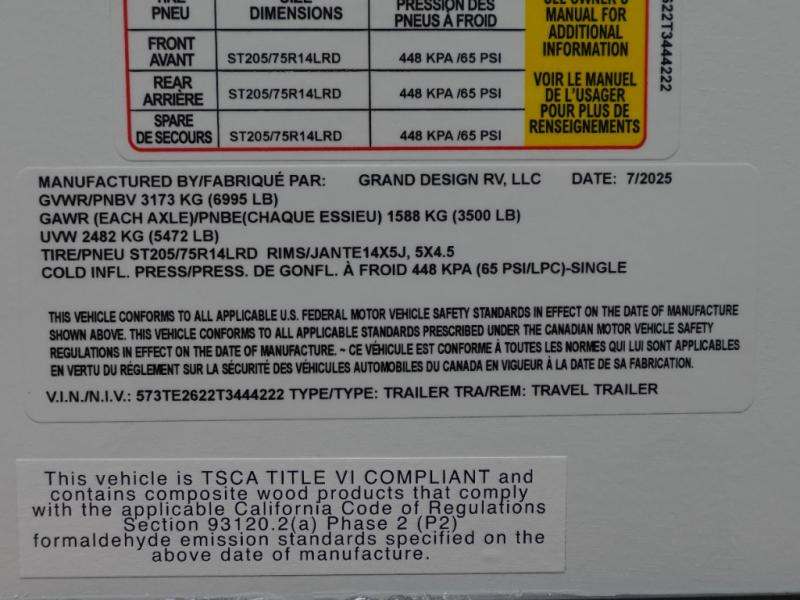 PNEU DIMENSIONS PNEUS À FROID
PRESSION DES
MANUAL FOR
ADDITIONAL
INFORMATION
FRONT
AVANT ST205/75R14LRD 448 KPA /65 PSI
REAR
ARRIÈRE ST205/75R14LRD 448 KPA /65 PSI
SPARE
DE SECOURS ST205/75R14LRD 448 KPA /65 PSI
VOIR LE MANUEL
DE L'USAGER
POUR PLUS DE
RENSEIGNEMENTS
622T3444222
MANUFACTURED BY/FABRIQUÉ PAR: GRAND DESIGN RV, LLC DATE: 7/2025
GVWR/PNBV 3173 KG (6995 LB)
GAWR (EACH AXLE)/PNBE(CHAQUE ESSIEU) 1588 KG (3500 LB)
UVW 2482 KG (5472 LB)
TIRE/PNEU ST205/75R14LRD RIMS/JANTE14X5J, 5X4.5
COLD INFL. PRESS/PRESS. DE GONFL. À FROID 448 KPA (65 PSI/LPC)-SINGLE
THIS VEHICLE CONFORMS TO ALL APPLICABLE U.S. FEDERAL MOTOR VEHICLE SAFETY STANDARDS IN EFFECT ON THE DATE OF MANUFACTURE
SHOWN ABOVE. THIS VEHICLE CONFORMS TO ALL APPLICABLE STANDARDS PRESCRIBED UNDER THE CANADIAN MOTOR VEHICLE SAFETY
REGULATIONS IN EFFECT ON THE DATE OF MANUFACTURE. ~ CE VÉHICULE EST CONFORME À TOUTES LES NORMES QUI LUI SONT APPLICABLES
EN VERTU DU RÉGLEMENT SUR LA SÉCURITÉ DES VÉHICULES AUTOMOBILES DU CANADA EN VIGUEUR À LA DATE DE SA FABRICATION.
V.I.N./N.I.V.: 573TE2622T3444222 TYPE/TYPE: TRAILER TRA/REM: TRAVEL TRAILER
This vehicle is TSCA TITLE VI COMPLIANT and
contains composite wood products that comply
with the applicable California Code of Regulations
Section 93120.2(a) Phase 2 (P2)
formaldehyde emission standards specified on the
above date of manufacture.